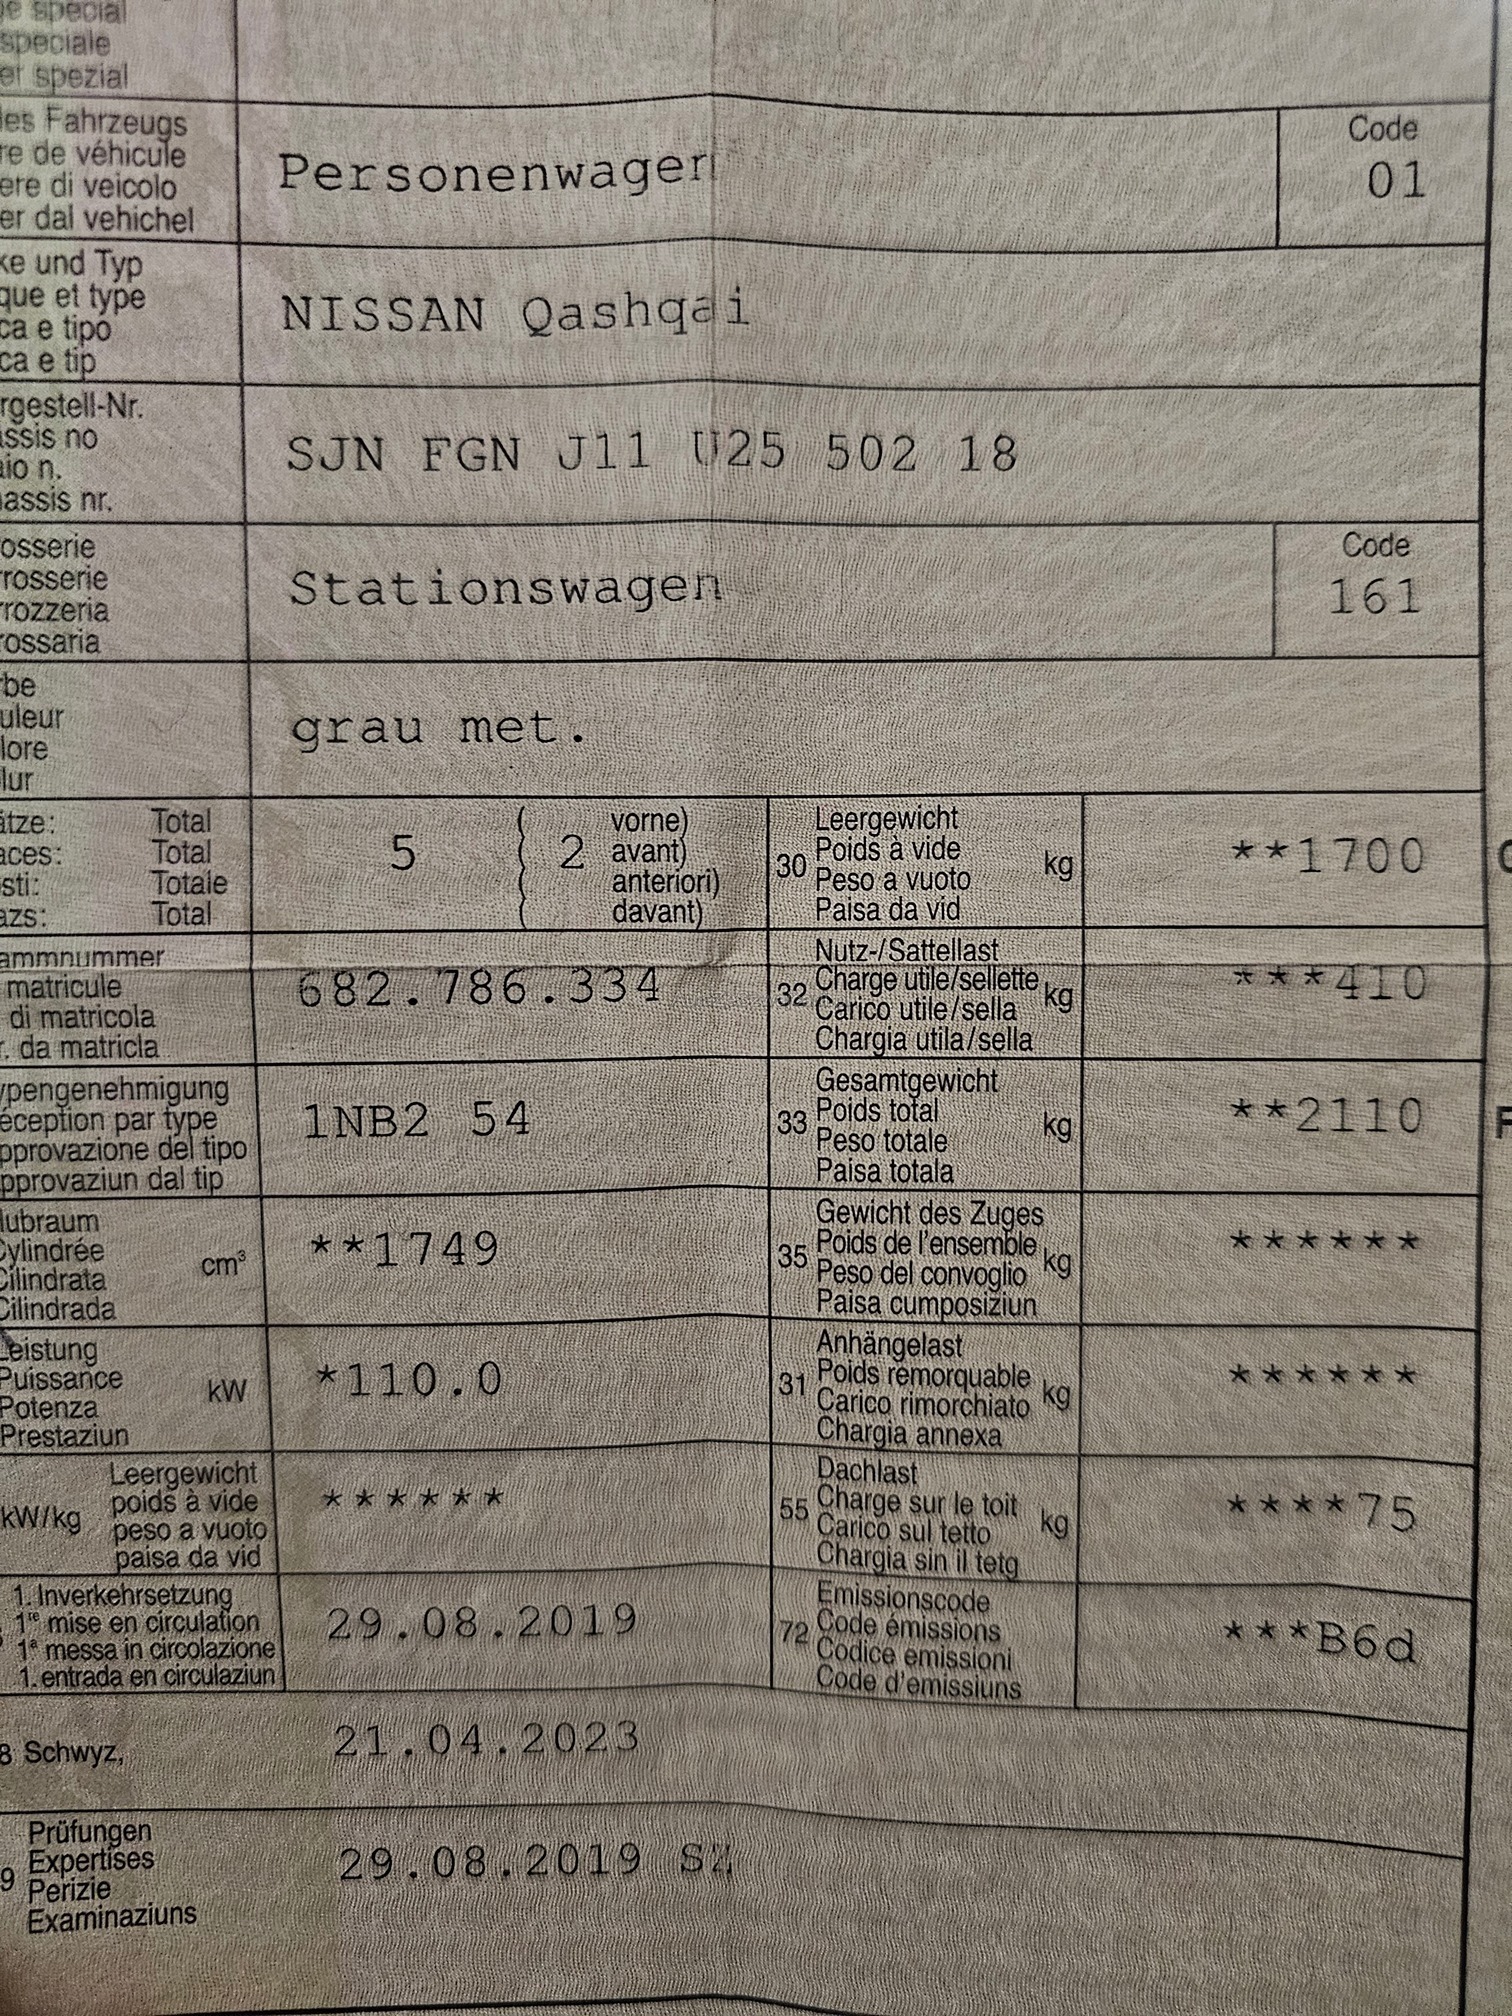 speciale
er spezial
des Fahrzeugs
re de véhicule
ere di veicolo
er dal vehichel
Personenwagen
Code
01
ke und Typ
que et type
ca e tipo
ca e tip
NISSAN Qashqai
rgestell-Nr.
assis no
aio n.
hassis nr.
SJN FGN J11 U25 502 18
rosserie
rrosserie
rrozzeria
rossaria
Stationswagen
Code
161
rbe
uleur
lore
lur
grau met.
ätze: Total
aces: Total
sti: Totale
azs: Total
5
2
vorne)
avant)
anteriori)
davant)
30
Leergewicht
Poids à vide
Peso a vuoto
Paisa da vid
kg
**1700
ammnummer
matricule
di matricola
r. da matricla
682.786.334
32
Nutz-/Sattellast
Charge utile/sellette
Carico utile/sella
Chargia utila/sella
kg
***410
ypengenehmigung
éception par type
pprovazione del tipo
pprovaziun dal tip
1NB2 54
33
Gesamtgewicht
Poids total
Peso totale
Paisa totala
kg
**2110
Hubraum
Cylindrée
Cilindrata
Cilindrada
cm³
**1749
35
Gewicht des Zuges
Poids de l'ensemble
Peso del convoglio
Paisa cumposiziun
kg
******
Leistung
Puissance
Potenza
Prestaziun
kW
*110.0
31
Anhängelast
Poids remorquable
Carico rimorchiato
Chargia annexa
kg
******
kW/kg
Leergewicht
poids à vide
peso a vuoto
paisa da vid
******
55
Dachlast
Charge sur le toit
Carico sul tetto
Chargia sin il tetg
kg
****75
1. Inverkehrsetzung
1re mise en circulation
1a messa in circolazione
1. entrada en circulaziun
29.08.2019
72
Emissionscode
Code émissions
Codice emissioni
Code d'emissiuns
***B6d
8 Schwyz,
21.04.2023
9
Prüfungen
Expertises
Perizie
Examinaziuns
29.08.2019 SZ